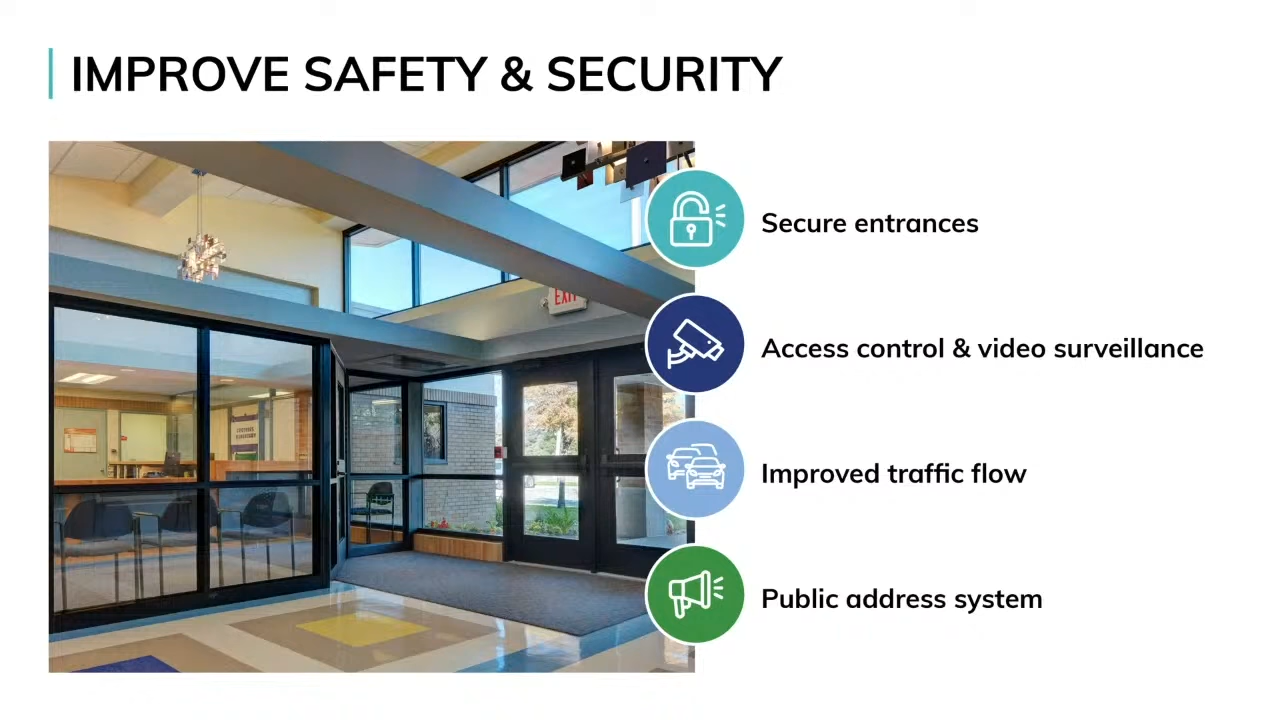 IMPROVE SAFETY & SECURITY
EXIT
Secure entrances
Access control & video surveillance
Improved traffic flow
Public address system